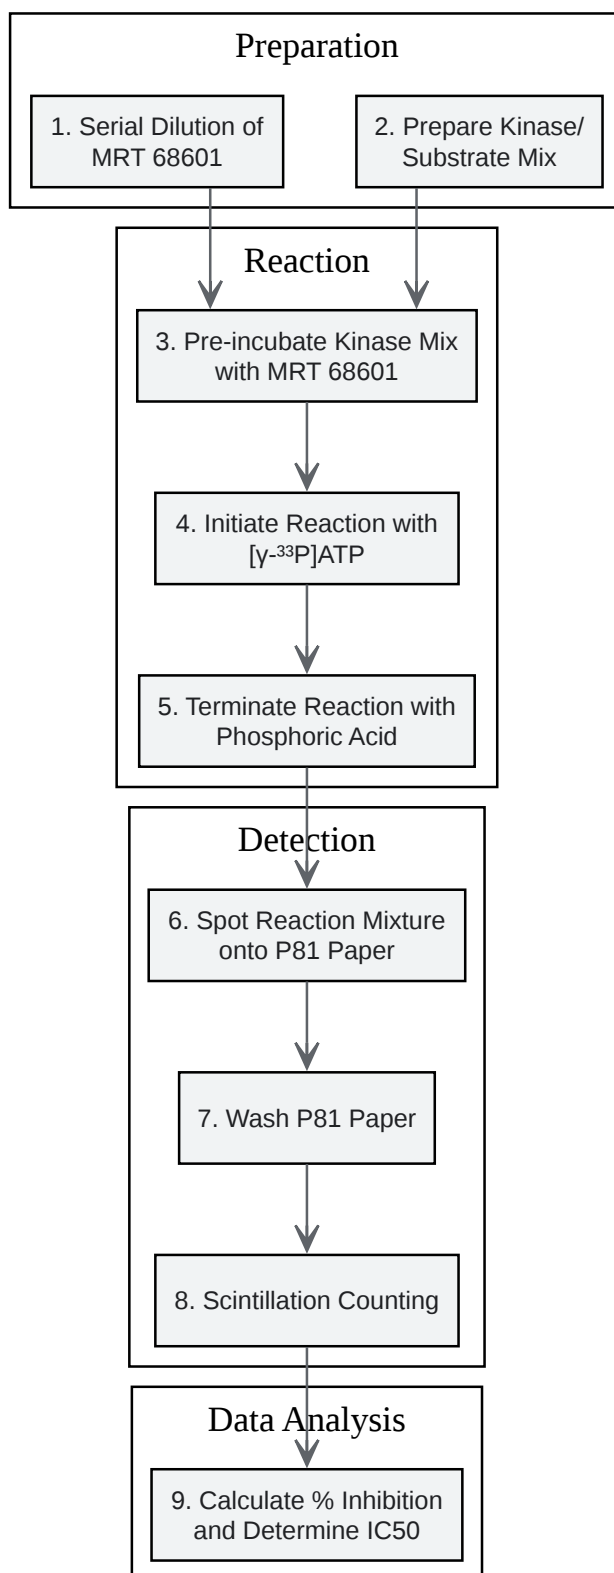 Preparation
1. Serial Dilution of
MRT 68601
2. Prepare Kinase/
Substrate Mix
Reaction
3. Pre-incubate Kinase Mix
with MRT 68601
4. Initiate Reaction with
[γ-³³P]ATP
5. Terminate Reaction with
Phosphoric Acid
Detection
6. Spot Reaction Mixture
onto P81 Paper
7. Wash P81 Paper
8. Scintillation Counting
Data Analysis
9. Calculate % Inhibition
and Determine IC50